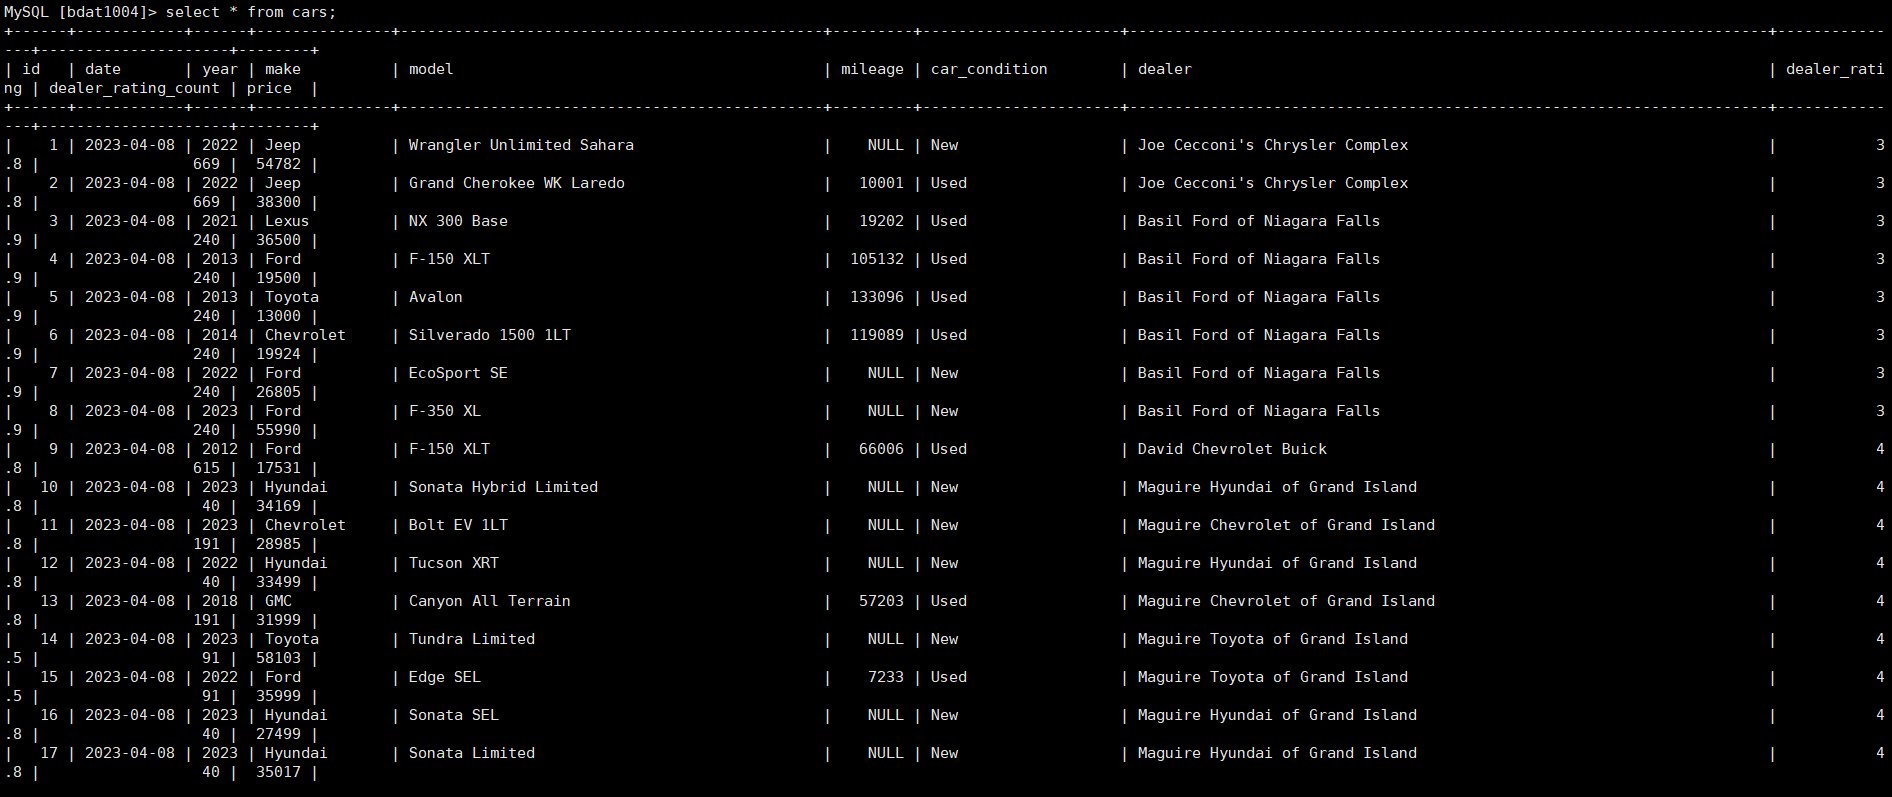 MySQL [bdat1004]> select * from cars;
+------+------------+------+---------------+-----------------------------------------------+---------+----------------------+-----------------------------------------------------------------------+------------
---+---------------------+--------+
| id   | date       | year | make          | model                                         | mileage | car_condition        | dealer                                                                | dealer_rati
ng | dealer_rating_count | price  |
+------+------------+------+---------------+-----------------------------------------------+---------+----------------------+-----------------------------------------------------------------------+------------
---+---------------------+--------+
|    1 | 2023-04-08 | 2022 | Jeep          | Wrangler Unlimited Sahara                     |    NULL | New                  | Joe Cecconi's Chrysler Complex                                        |           3
.8 |                 669 |  54782 |
|    2 | 2023-04-08 | 2022 | Jeep          | Grand Cherokee WK Laredo                      |   10001 | Used                 | Joe Cecconi's Chrysler Complex                                        |           3
.8 |                 669 |  38300 |
|    3 | 2023-04-08 | 2021 | Lexus         | NX 300 Base                                   |   19202 | Used                 | Basil Ford of Niagara Falls                                           |           3
.9 |                 240 |  36500 |
|    4 | 2023-04-08 | 2013 | Ford          | F-150 XLT                                     |  105132 | Used                 | Basil Ford of Niagara Falls                                           |           3
.9 |                 240 |  19500 |
|    5 | 2023-04-08 | 2013 | Toyota        | Avalon                                        |  133096 | Used                 | Basil Ford of Niagara Falls                                           |           3
.9 |                 240 |  13000 |
|    6 | 2023-04-08 | 2014 | Chevrolet     | Silverado 1500 1LT                            |  119089 | Used                 | Basil Ford of Niagara Falls                                           |           3
.9 |                 240 |  19924 |
|    7 | 2023-04-08 | 2022 | Ford          | EcoSport SE                                   |    NULL | New                  | Basil Ford of Niagara Falls                                           |           3
.9 |                 240 |  26805 |
|    8 | 2023-04-08 | 2023 | Ford          | F-350 XL                                      |    NULL | New                  | Basil Ford of Niagara Falls                                           |           3
.9 |                 240 |  55990 |
|    9 | 2023-04-08 | 2012 | Ford          | F-150 XLT                                     |   66006 | Used                 | David Chevrolet Buick                                                 |           4
.8 |                 615 |  17531 |
|   10 | 2023-04-08 | 2023 | Hyundai       | Sonata Hybrid Limited                         |    NULL | New                  | Maguire Hyundai of Grand Island                                       |           4
.8 |                  40 |  34169 |
|   11 | 2023-04-08 | 2023 | Chevrolet     | Bolt EV 1LT                                   |    NULL | New                  | Maguire Chevrolet of Grand Island                                     |           4
.8 |                 191 |  28985 |
|   12 | 2023-04-08 | 2022 | Hyundai       | Tucson XRT                                    |    NULL | New                  | Maguire Hyundai of Grand Island                                       |           4
.8 |                  40 |  33499 |
|   13 | 2023-04-08 | 2018 | GMC           | Canyon All Terrain                            |   57203 | Used                 | Maguire Chevrolet of Grand Island                                     |           4
.8 |                 191 |  31999 |
|   14 | 2023-04-08 | 2023 | Toyota        | Tundra Limited                                |    NULL | New                  | Maguire Toyota of Grand Island                                        |           4
.5 |                  91 |  58103 |
|   15 | 2023-04-08 | 2022 | Ford          | Edge SEL                                      |    7233 | Used                 | Maguire Toyota of Grand Island                                        |           4
.5 |                  91 |  35999 |
|   16 | 2023-04-08 | 2023 | Hyundai       | Sonata SEL                                    |    NULL | New                  | Maguire Hyundai of Grand Island                                       |           4
.8 |                  40 |  27499 |
|   17 | 2023-04-08 | 2023 | Hyundai       | Sonata Limited                                |    NULL | New                  | Maguire Hyundai of Grand Island                                       |           4
.8 |                  40 |  35017 |